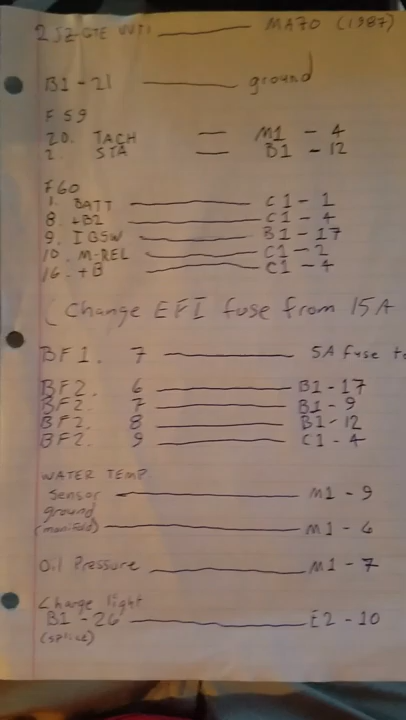 2JZ-GTE VVTI — MA70 (1987)
B1-21 — ground
F59
20. TACH — M1-4
2. STA — B1-12
F60
1. BATT — C1-1
8. +B2 — C1-4
9. IGSW — B1-17
10. M-REL — C1-2
16. +B — C1-4
(Change EFI fuse from 15A
BF1. 7 — 5A fuse to
BF2. 6 — B1-17
BF2. 7 — B1-9
BF2. 8 — B1-12
BF2. 9 — C1-4
WATER TEMP
Sensor — M1-9
ground
(manifold) — M1-6
Oil Pressure — M1-7
Charge light
B1-26 — E2-10
(splice)